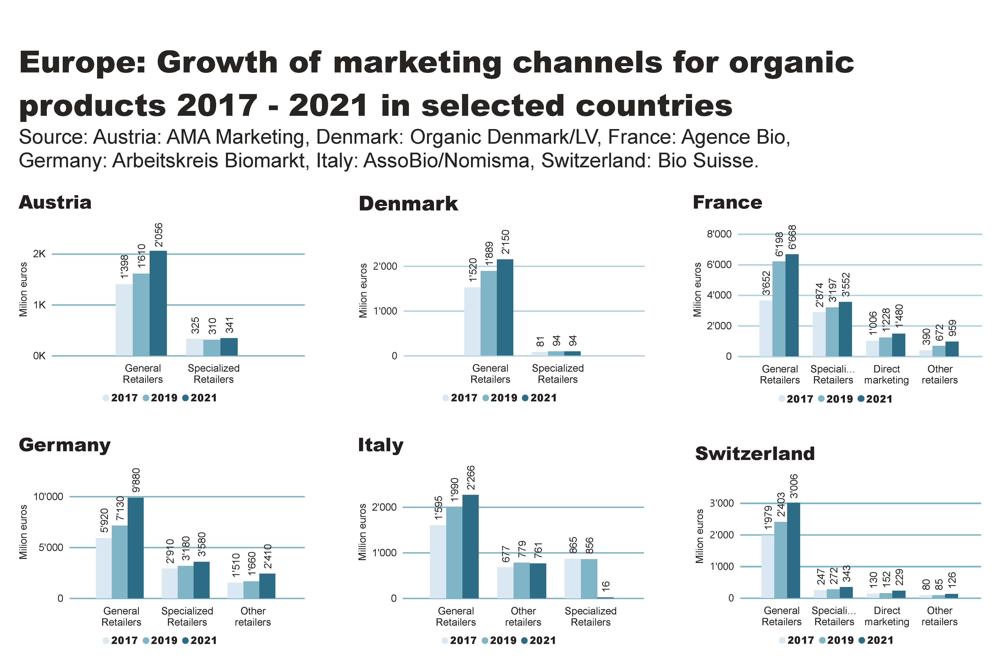 Europe: Growth of marketing channels for organic
products 2017 - 2021 in selected countries
Source: Austria: AMA Marketing, Denmark: Organic Denmark/LV, France: Agence Bio,
Germany: Arbeitskreis Biomarkt, Italy: AssoBio/Nomisma, Switzerland: Bio Suisse.
Austria
Milion euros
2K
1K
0K
1'398
1'610
2'056
325
310
341
General
Retailers
Specialized
Retailers
2017 2019 2021
Denmark
Milion euros
2'000
1'000
0
1'520
1'889
2'150
81
94
94
General
Retailers
Specialized
Retailers
2017 2019 2021
France
Milion euros
8'000
6'000
4'000
2'000
0
3'652
6'198
6'668
2'874
3'197
3'552
1'006
1'228
1'480
390
672
959
General
Retailers
Speciali...
Retailers
Direct
marketing
Other
retailers
2017 2019 2021
Germany
Milion euros
10'000
5'000
0
5'920
7'130
9'880
2'910
3'180
3'580
1'510
1'660
2'410
General
Retailers
Specialized
Retailers
Other
retailers
2017 2019 2021
Italy
Million euros
2'000
1'000
0
1'595
1'990
2'266
677
779
761
865
856
16
General
Retailers
Other
retailers
Specialized
Retailers
2017 2019 2021
Switzerland
Milion euros
3'000
2'000
1'000
0
1'979
2'403
3'006
247
272
343
130
152
229
80
85
126
General
Retailers
Speciali...
Retailers
Direct
marketing
Other
retailers
2017 2019 2021